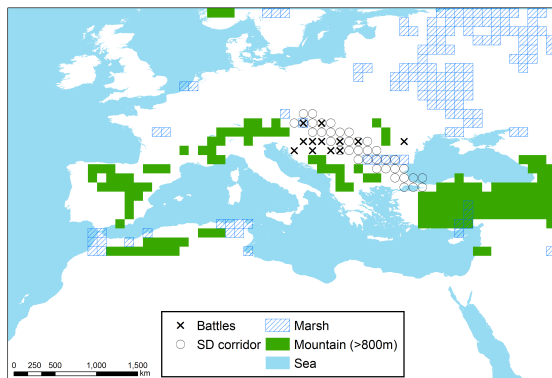 Battles
Marsh
SD corridor
Mountain (>800m)
Sea
0 250 500 1,000 1,500
km